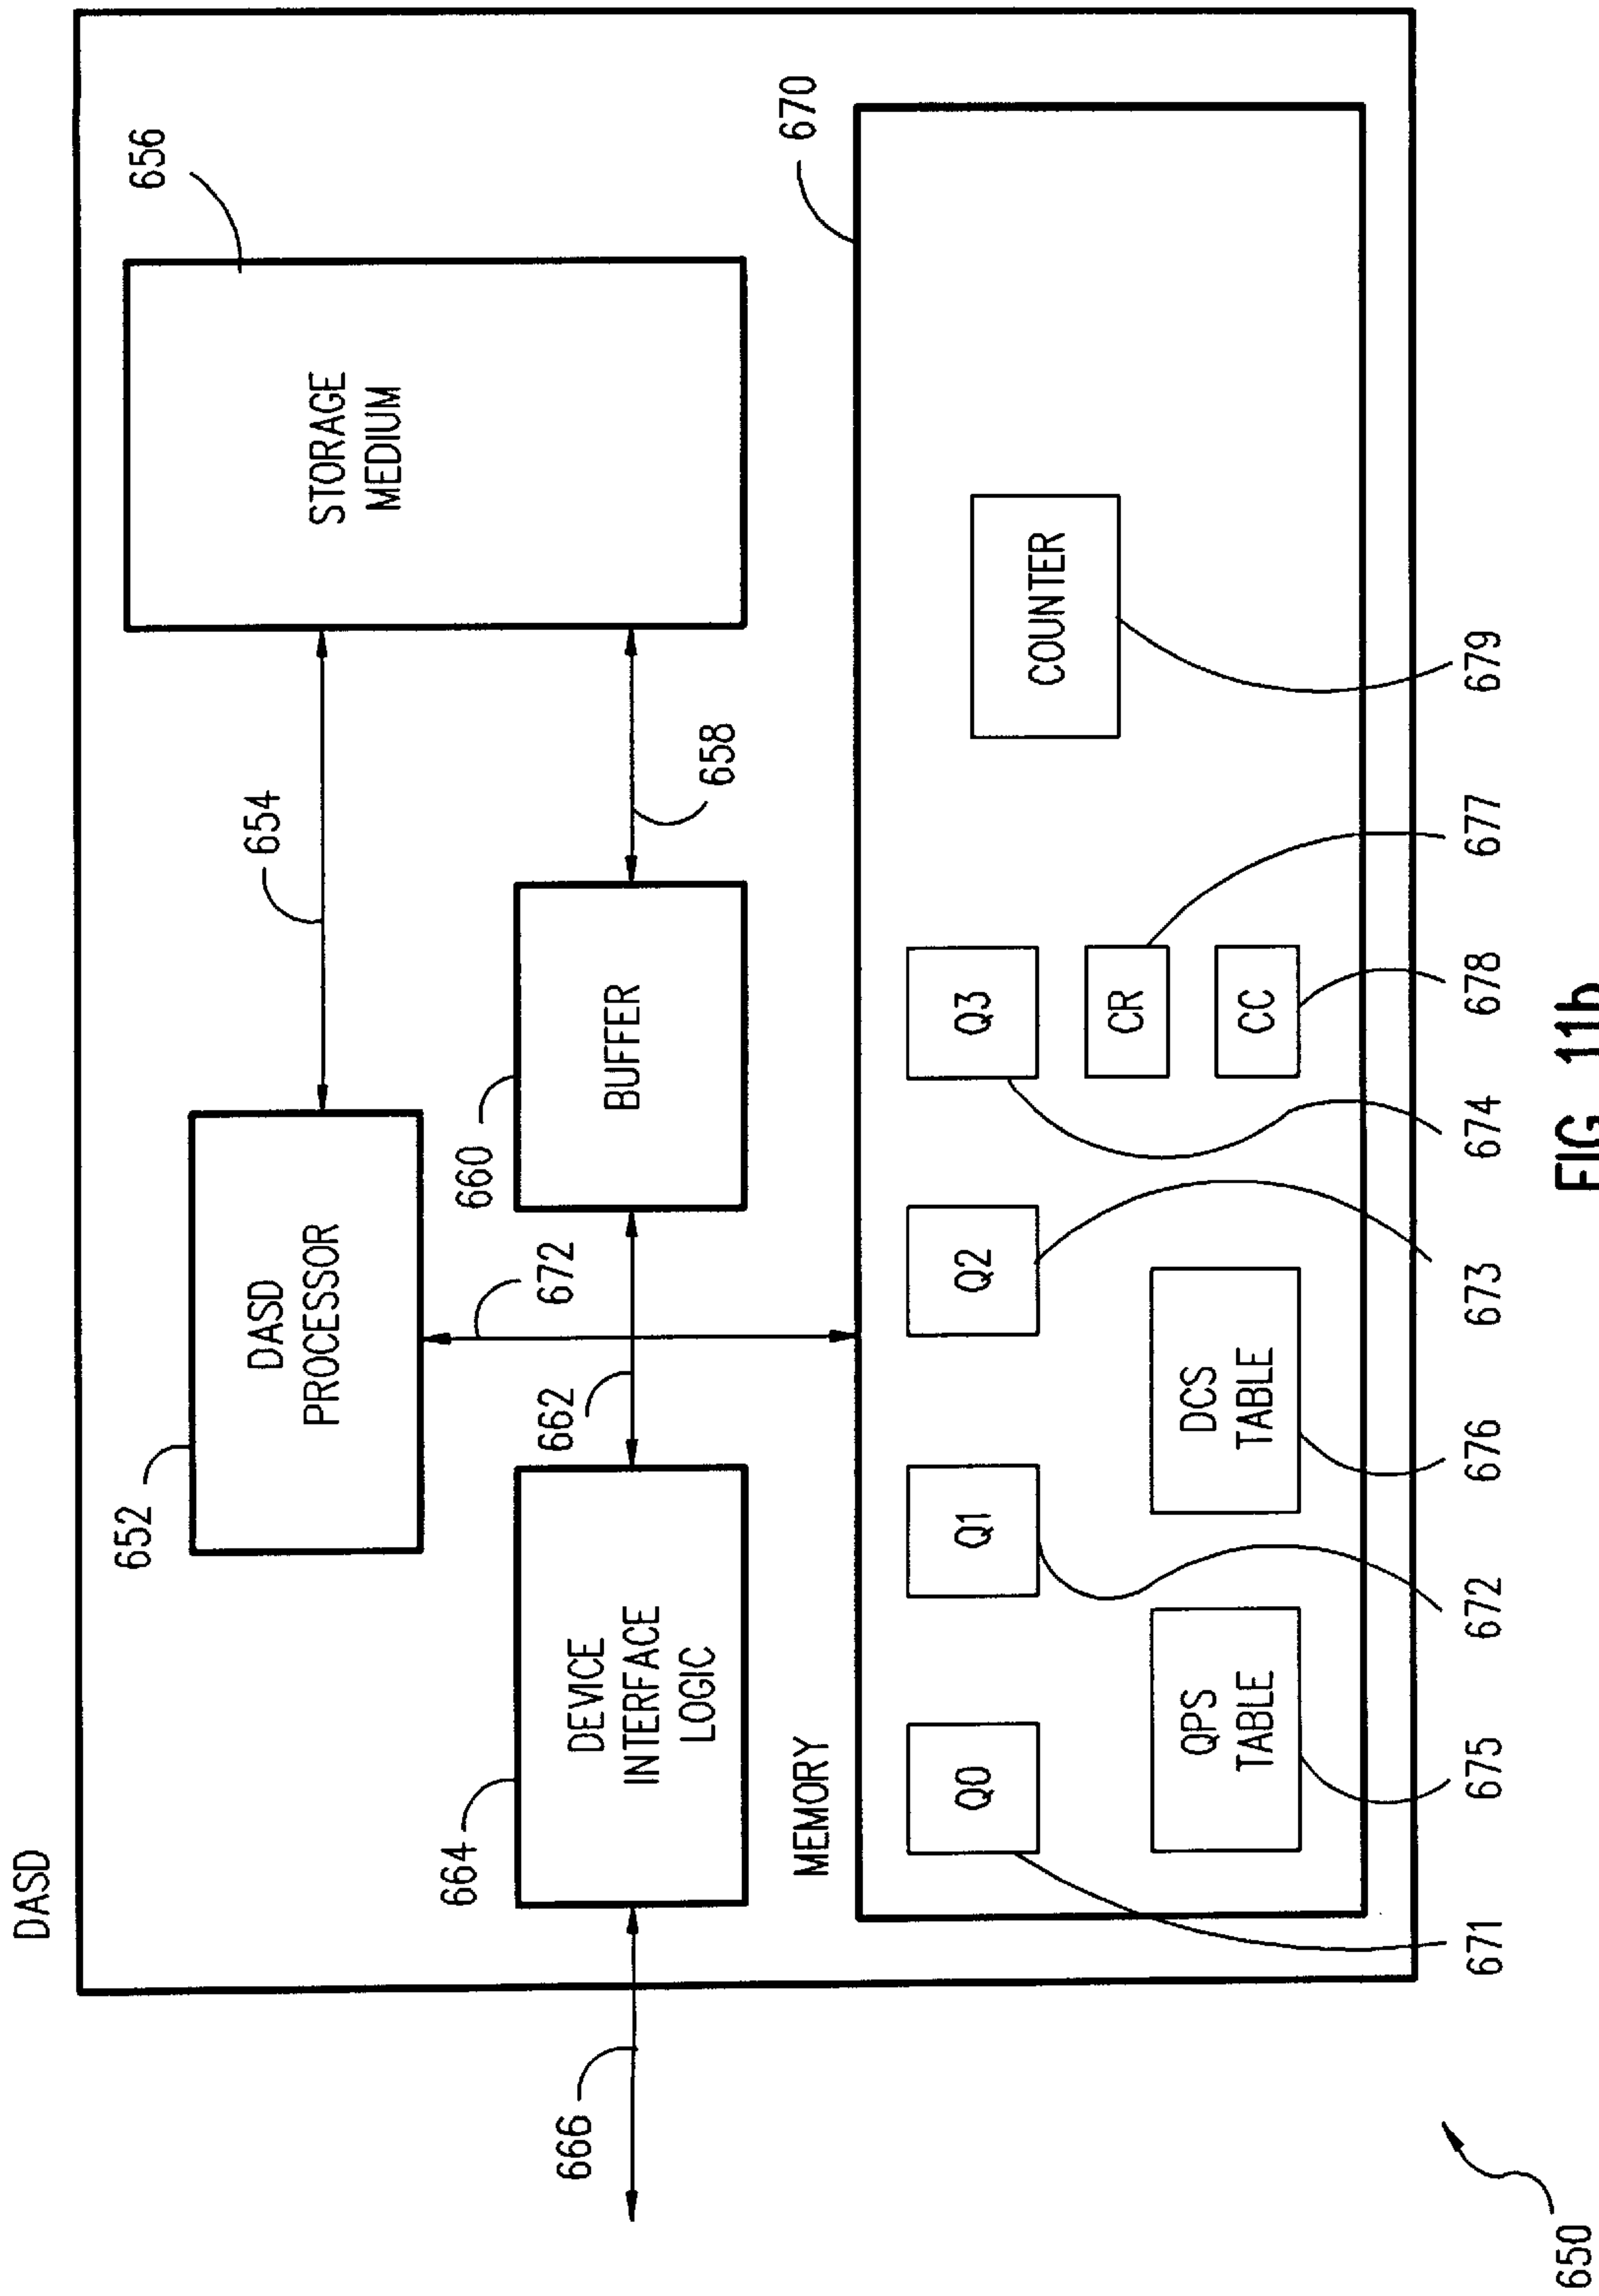 DASD
652
DASD
PROCESSOR
654
656
STORAGE
MEDIUM
664
DEVICE
INTERFACE
LOGIC
662
672
660
BUFFER
658
666
MEMORY
670
Q0
Q1
Q2
Q3
QPS
TABLE
DCS
TABLE
CR
CC
COUNTER
671
675
672
676
673
674
678
677
679
650
FIG. 11b